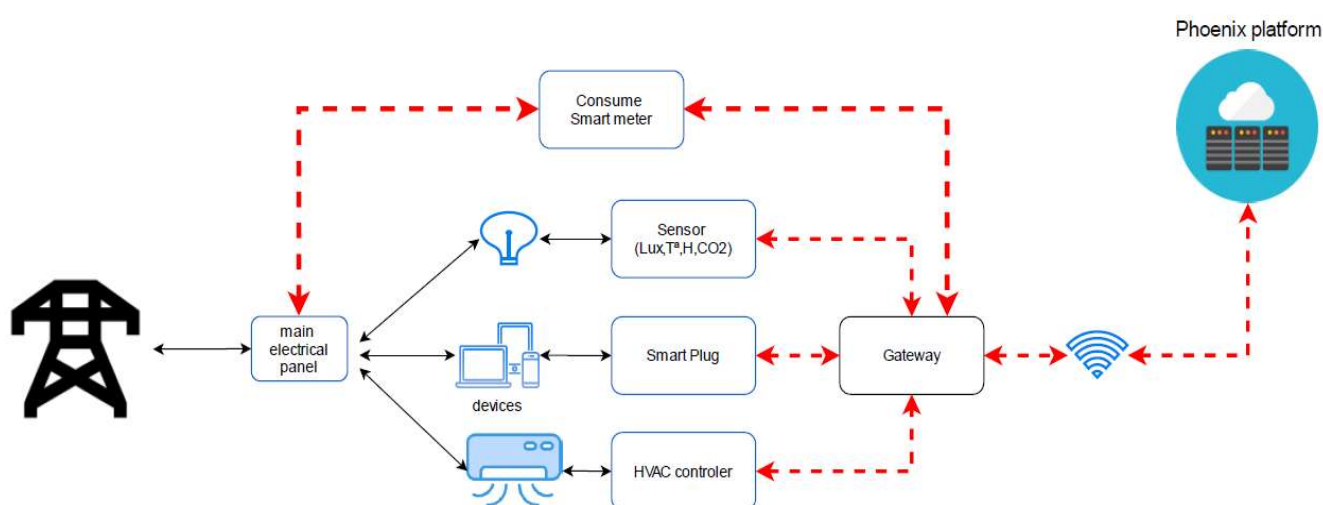 Phoenix platform
Consume
Smart meter
Sensor
(Lux,Tª,H,CO2)
main
electrical
panel
Smart Plug
Gateway
devices
HVAC controler